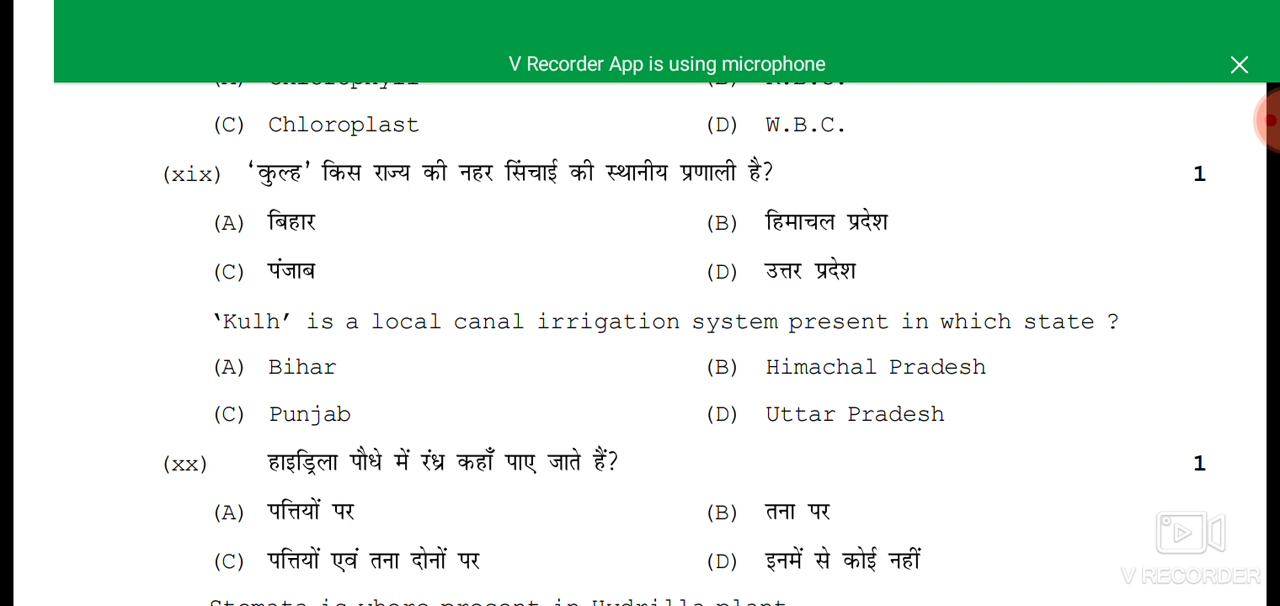 V Recorder App is using microphone
(C) Chloroplast (D) W.B.C.
(xix) ‘कुल्ह’ किस राज्य की नहर सिंचाई की स्थानीय प्रणाली है? 1
(A) बिहार (B) हिमाचल प्रदेश
(C) पंजाब (D) उत्तर प्रदेश
‘Kulh’ is a local canal irrigation system present in which state ?
(A) Bihar (B) Himachal Pradesh
(C) Punjab (D) Uttar Pradesh
(xx) हाइड्रिला पौधे में रंध्र कहाँ पाए जाते हैं? 1
(A) पत्तियों पर (B) तना पर
(C) पत्तियों एवं तना दोनों पर (D) इनमें से कोई नहीं
V RECORDER